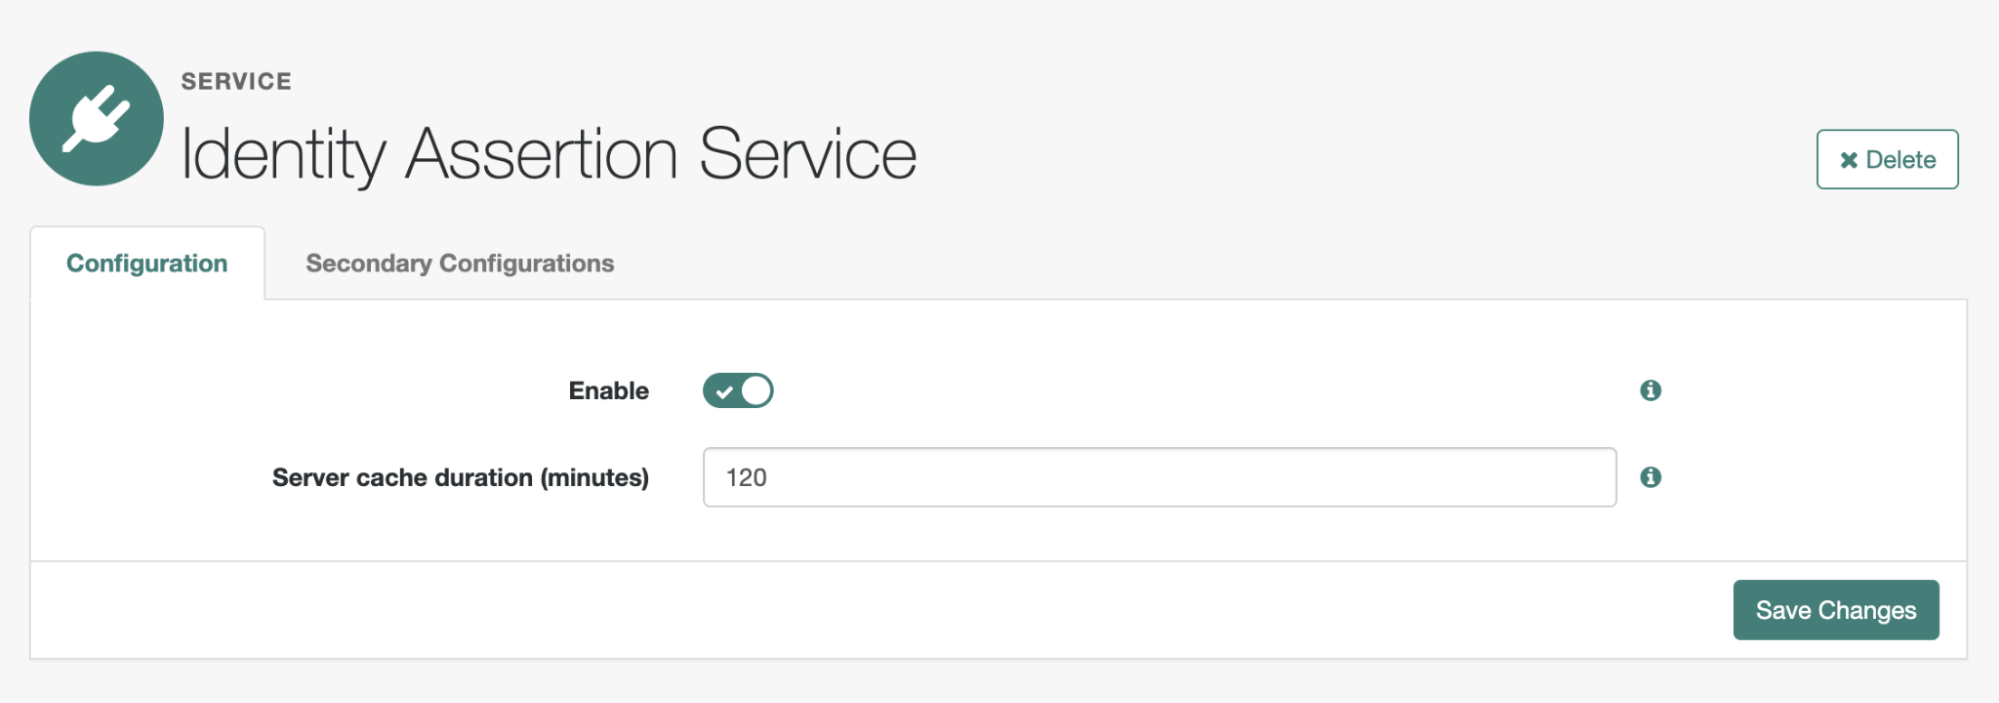 SERVICE
Identity Assertion Service
Delete
Configuration
Secondary Configurations
Enable
Server cache duration (minutes)
120
Save Changes